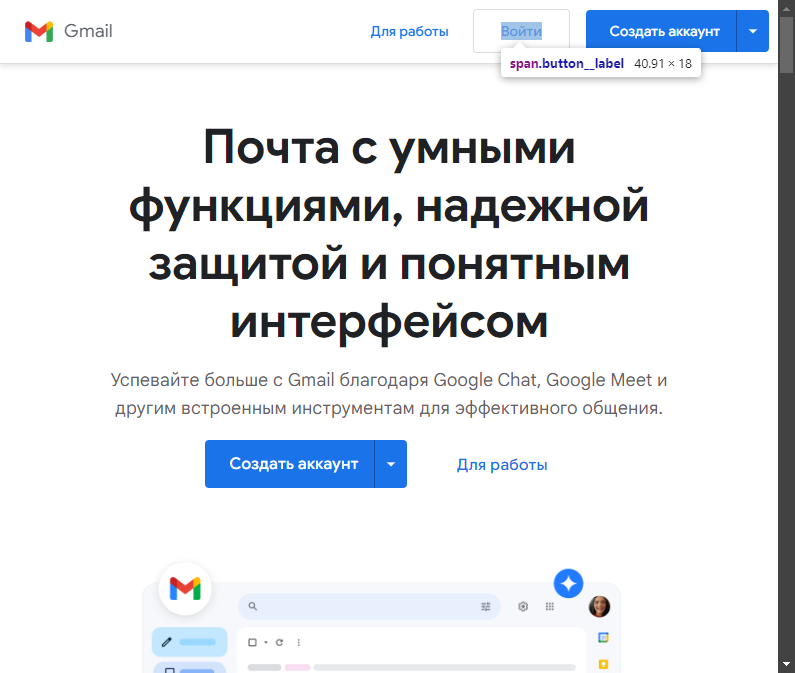 Gmail
Для работы
Войти
Создать аккаунт
span.button__label 40.91 × 18
Почта с умными
функциями, надежной
защитой и понятным
интерфейсом
Успевайте больше с Gmail благодаря Google Chat, Google Meet и
другим встроенным инструментам для эффективного общения.
Создать аккаунт
Для работы